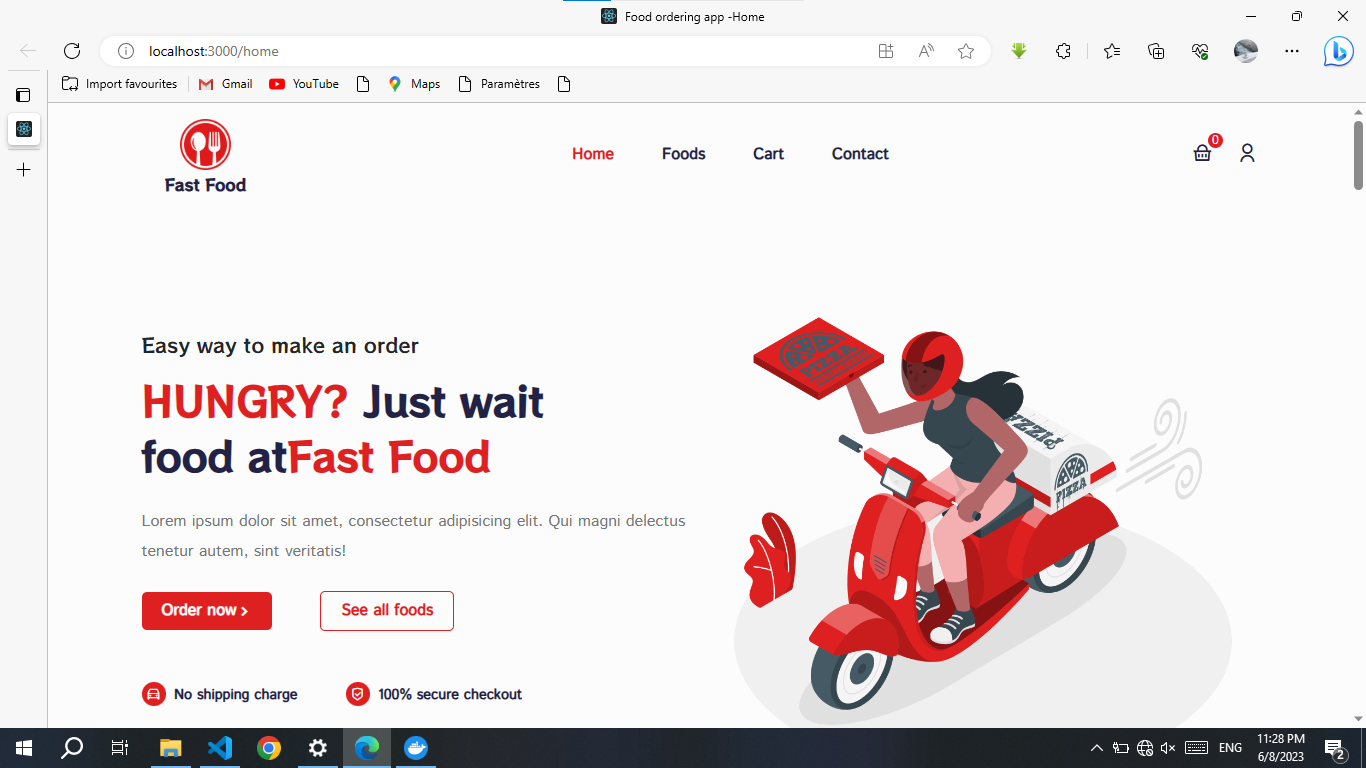 Food ordering app -Home
localhost:3000/home
Import favourites
Gmail
YouTube
Maps
Paramètres
Fast Food
Home
Foods
Cart
Contact
0
Easy way to make an order
HUNGRY? Just wait
food atFast Food
Lorem ipsum dolor sit amet, consectetur adipisicing elit. Qui magni delectus
tenetur autem, sint veritatis!
Order now
See all foods
No shipping charge
100% secure checkout
PIZZA
PIZZA
PIZZA
ENG
11:28 PM
6/8/2023
2